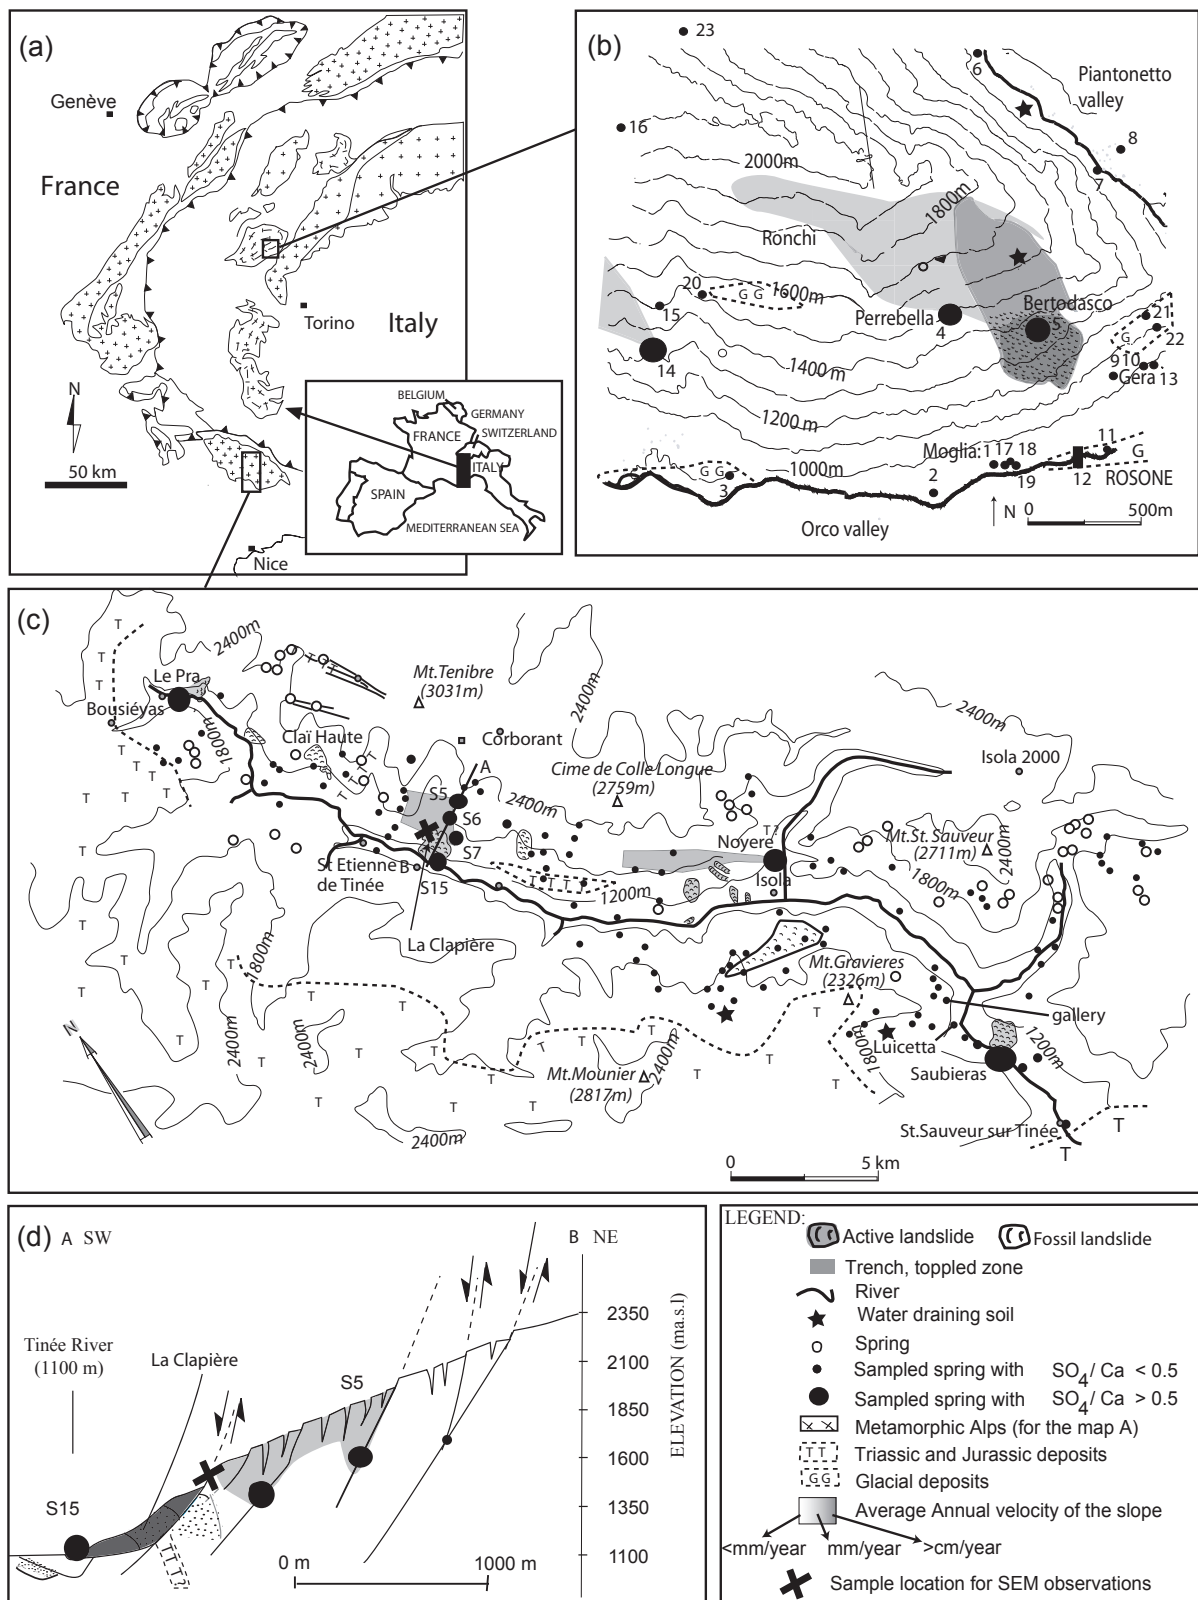 (a)
Genève
France
Torino
Italy
N
50 km
Nice
BELGIUM
GERMANY
FRANCE
SWITZERLAND
ITALY
SPAIN
MEDITERRANEAN SEA
(b)
23
6
Piantonetto
valley
16
8
7
2000m
1800m
Ronchi
20
G G
1600m
15
Perrebella
4
Bertodasco
5
21
G
22
14
1400 m
9 10
Gera
13
1200 m
Moglia:
1 17 18
11
G G
1000m
G
3
2
19
12
ROSONE
N
0
500m
Orco valley
(c)
T
T
T
T
2400m
Le Pra
T
T
T
Mt.Tenibre
(3031m)
2400m
2400m
Bousiéyas
1800m
Claï Haute
Corborant
Isola 2000
T
T
T
T
T
T
T
T
T
T
T
T
A
Cime de Colle Longue
(2759m)
S5
2400m
S6
T?
Noyere
Mt.St. Sauveur
(2711m)
2400m
St Etienne
de Tinée
B
S7
S15
T T T T
1200m
Isola
1800m
La Clapière
1800m
T
T
Mt.Gravieres
(2326m)
T
T
T
T
T
gallery
N
2400m
2400m
T
T
T
T
1800m
Luicetta
1200m
T
T
T
T
T
Mt.Mounier
(2817m)
2400m
T
T
Saubieras
T
T
T
T
T
2400m
St.Sauveur sur Tinée
T
T
0
5 km
(d)
A SW
B NE
2350
Tinée River
(1100 m)
La Clapière
2100
S5
1850
1600
S15
1350
T T T?
1100
0 m
1000 m
ELEVATION (ma.s.l)
LEGEND:
Active landslide
Fossil landslide
Trench, toppled zone
River
Water draining soil
Spring
Sampled spring with SO4/ Ca < 0.5
Sampled spring with SO4/ Ca > 0.5
Metamorphic Alps (for the map A)
T T Triassic and Jurassic deposits
G G Glacial deposits
Average Annual velocity of the slope
<mm/year mm/year >cm/year
Sample location for SEM observations